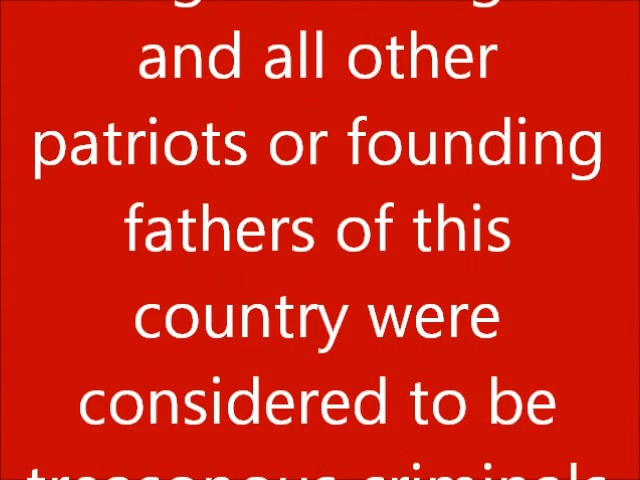 and all other
patriots or founding
fathers of this
country were
considered to be
treasonous criminals